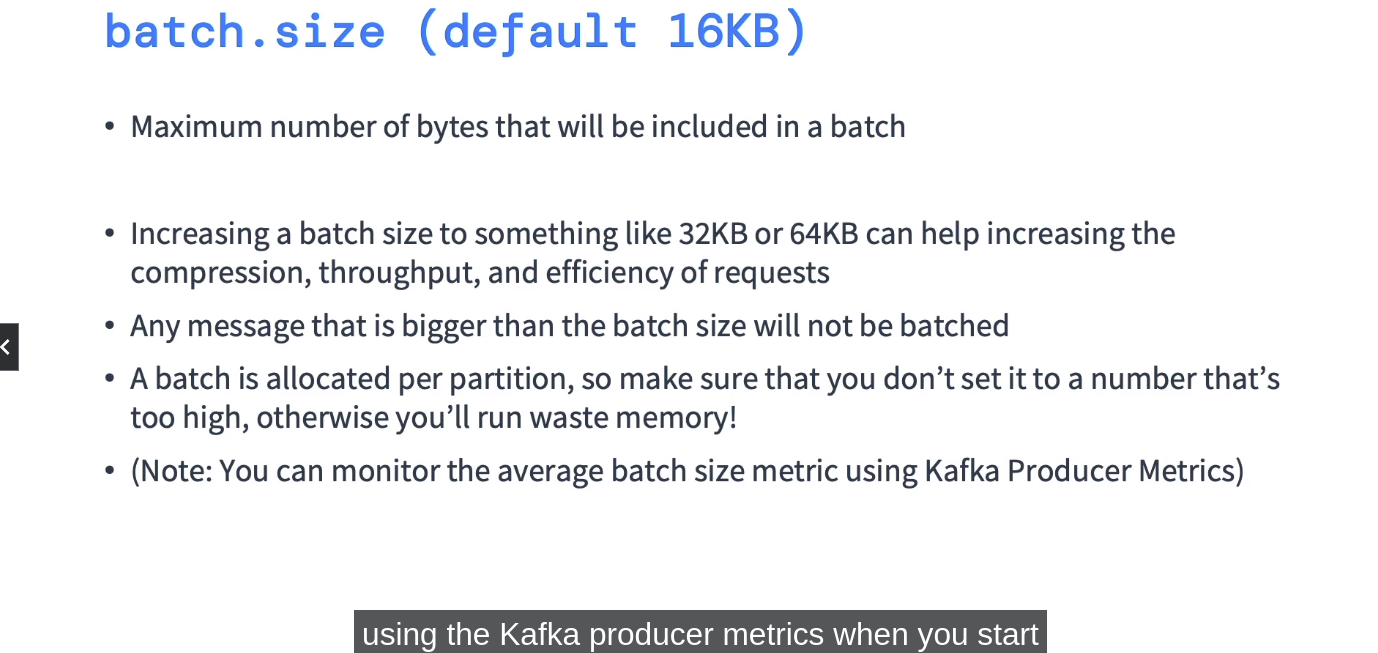 batch.size (default 16KB)
• Maximum number of bytes that will be included in a batch
• Increasing a batch size to something like 32KB or 64KB can help increasing the
compression, throughput, and efficiency of requests
• Any message that is bigger than the batch size will not be batched
• A batch is allocated per partition, so make sure that you don’t set it to a number that’s
too high, otherwise you’ll run waste memory!
• (Note: You can monitor the average batch size metric using Kafka Producer Metrics)
using the Kafka producer metrics when you start